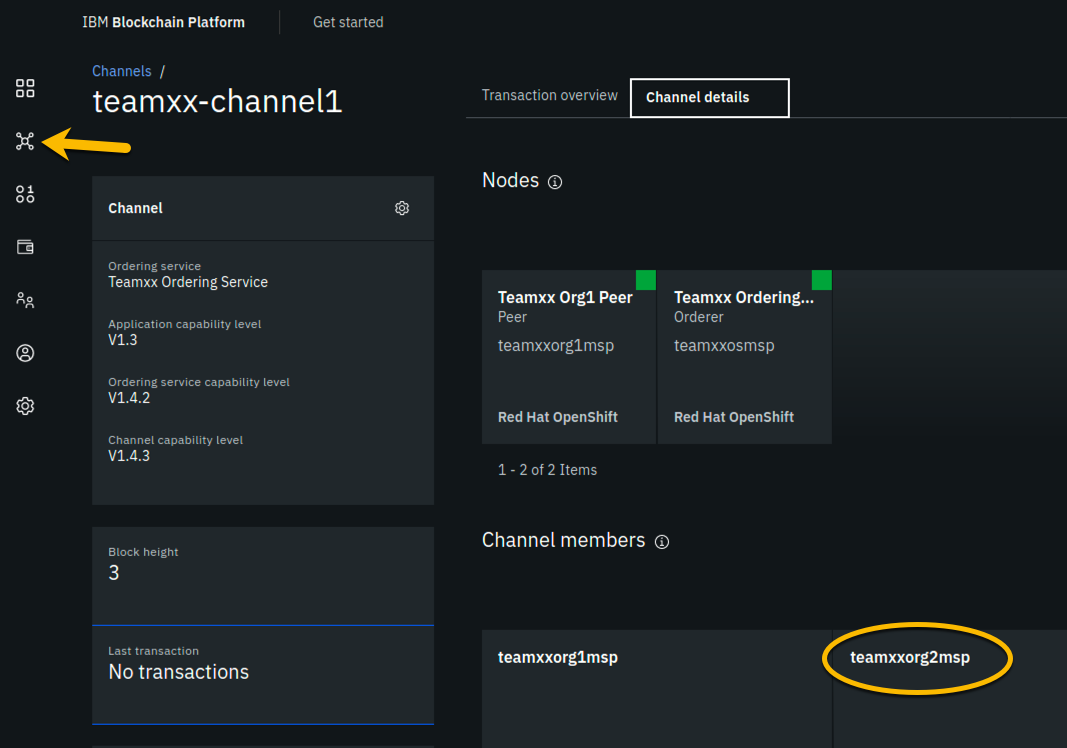 IBM Blockchain Platform
Get started
Channels /
teamxx-channel1
Transaction overview
Channel details
Channel
Ordering service
Teamxx Ordering Service
Application capability level
V1.3
Ordering service capability level
V1.4.2
Channel capability level
V1.4.3
Block height
3
Last transaction
No transactions
Nodes
Teamxx Org1 Peer
Peer
teamxxorg1msp
Red Hat OpenShift
Teamxx Ordering...
Orderer
teamxxosmsp
Red Hat OpenShift
1 - 2 of 2 Items
Channel members
teamxxorg1msp
teamxxorg2msp